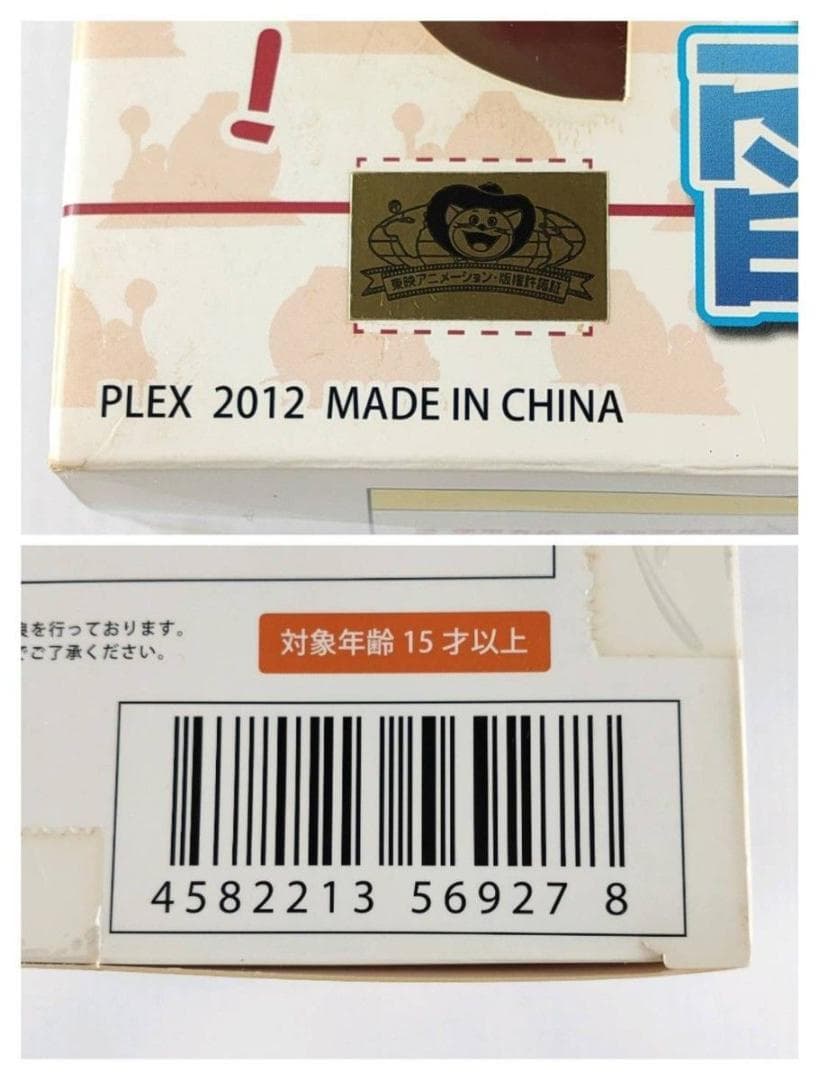 !
東映アニメーション・版権許諾証
PLEX 2012 MADE IN CHINA
を行っております。
ご了承ください。
対象年齢 15 才以上
4582213 569278